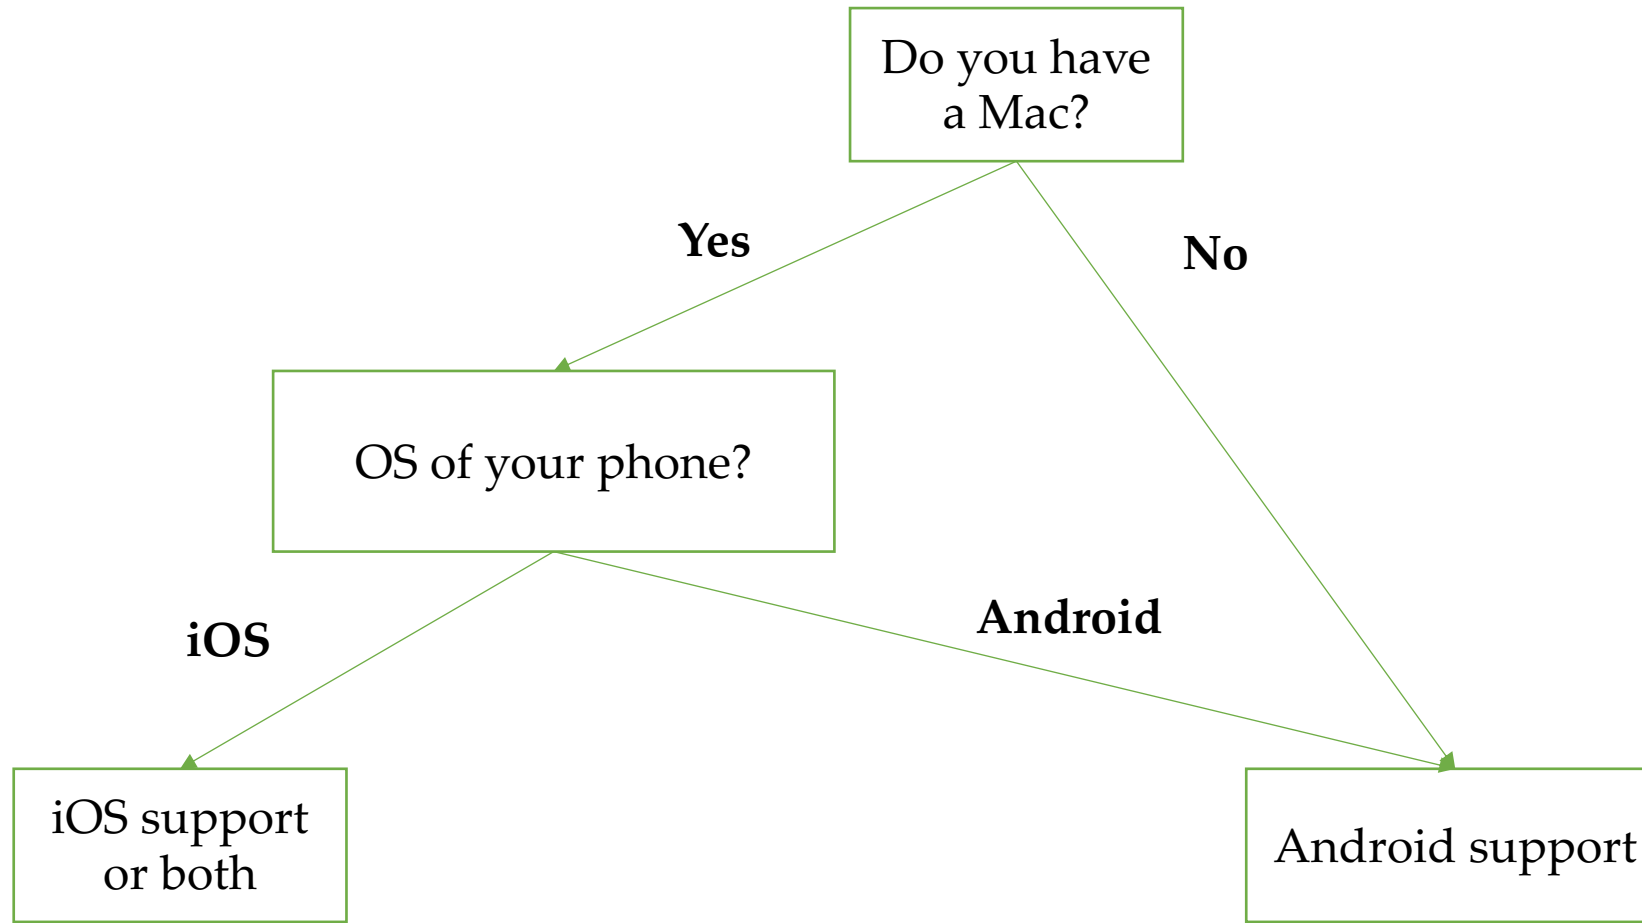 Do you have
a Mac?
Yes
No
OS of your phone?
iOS
Android
iOS support
or both
Android support